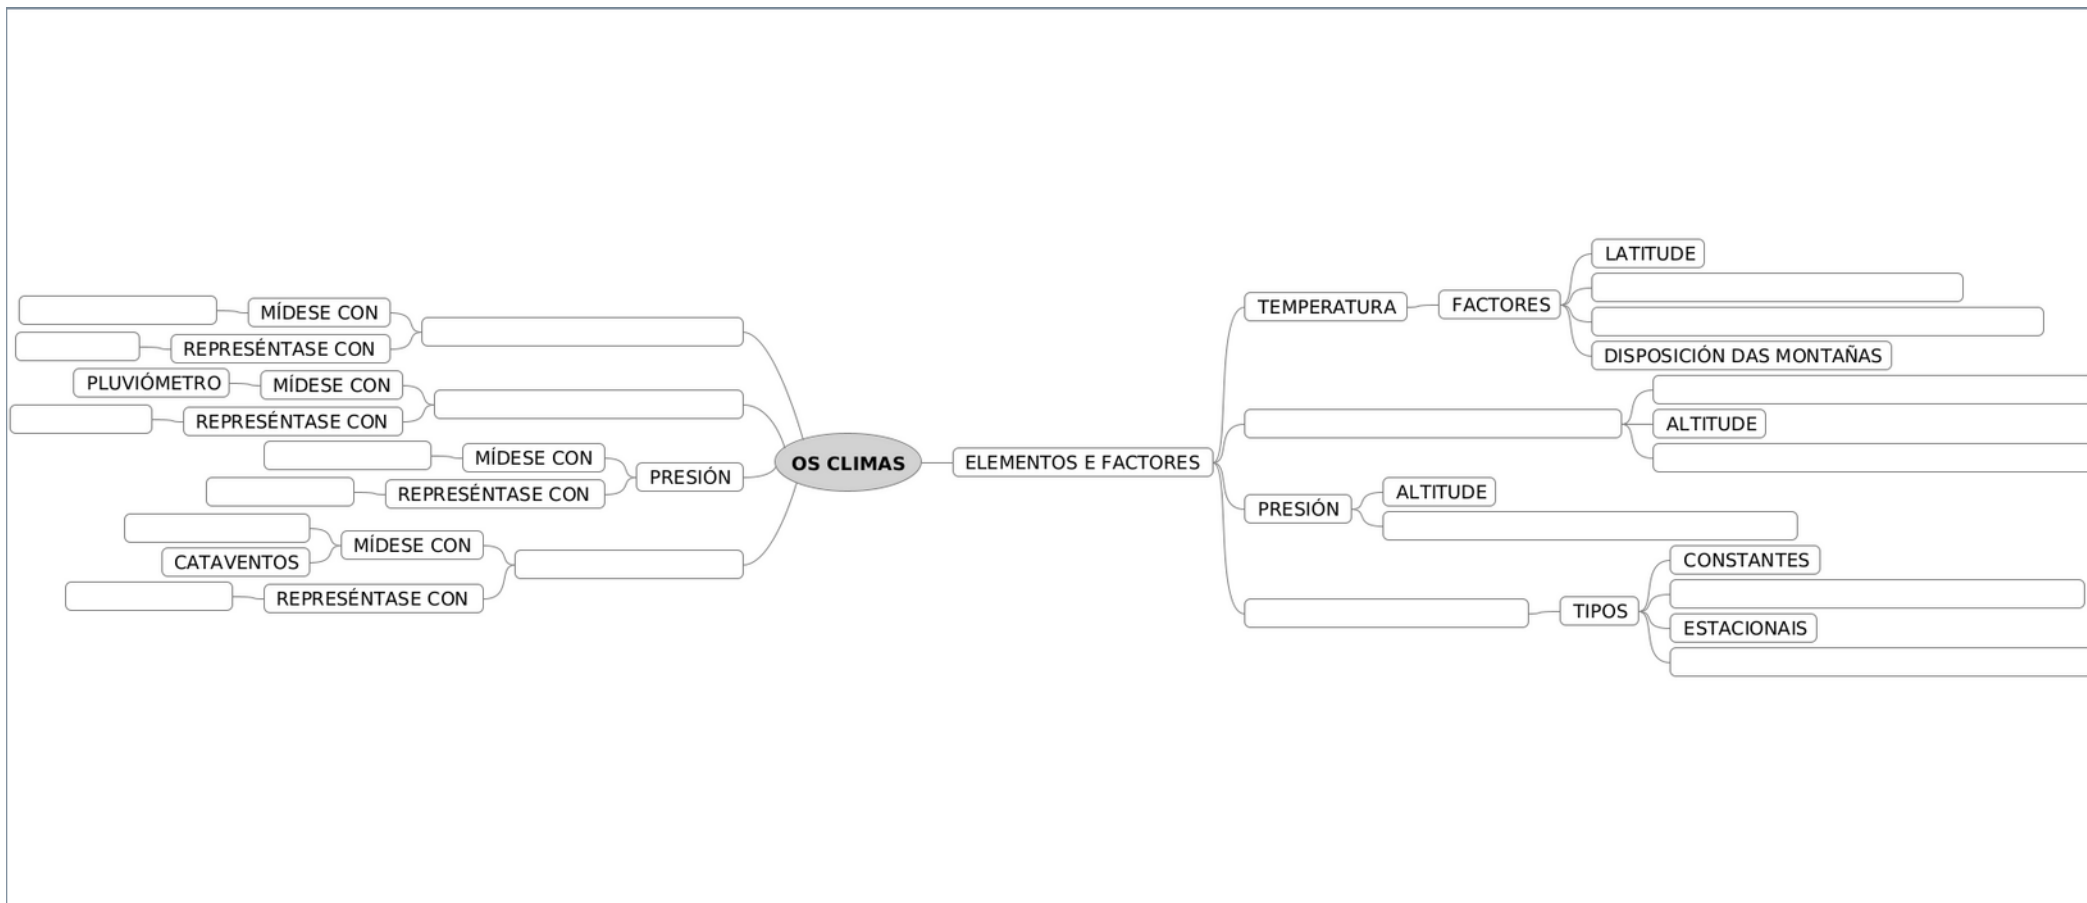 MÍDESE CON
REPRÉSÉNTASE CON
PLUVIÓMETRO
MÍDESE CON
REPRESÉNTASE CON
MÍDESE CON
REPRESÉNTASE CON
PRESIÓN
MÍDESE CON
CATAVENTOS
REPRESÉNTASE CON
OS CLIMAS
ELEMENTOS E FACTORES
TEMPERATURA
FACTORES
LATITUDE
DISPOSICIÓN DAS MONTAÑAS
ALTITUDE
PRESIÓN
ALTITUDE
TIPOS
CONSTANTES
ESTACIONAIS